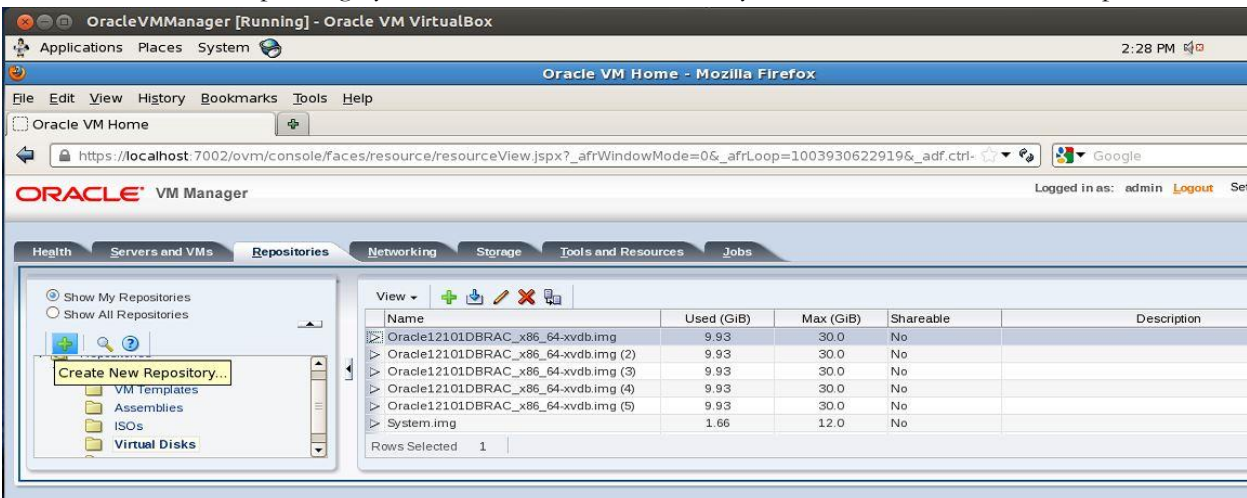 OracleVMManager [Running] - Oracle VM VirtualBox
Applications Places System 2:28 PM
Oracle VM Home - Mozilla Firefox
File Edit View History Bookmarks Tools Help
Oracle VM Home
https://localhost:7002/ovm/console/faces/resource/resourceView.jspx?_afrWindowMode=0&_afrLoop=1003930622919&_adf.ctrl- Google
ORACLE VM Manager Logged in as: admin Logout
Health Servers and VMs Repositories Networking Storage Tools and Resources Jobs
Show My Repositories
Show All Repositories
Create New Repository...
VM Templates
Assemblies
ISOs
Virtual Disks
View
Name Used (GiB) Max (GiB) Shareable Description
Oracle12101DBRAC_x86_64-xvdb.img 9.93 30.0 No
Oracle12101DBRAC_x86_64-xvdb.img (2) 9.93 30.0 No
Oracle12101DBRAC_x86_64-xvdb.img (3) 9.93 30.0 No
Oracle12101DBRAC_x86_64-xvdb.img (4) 9.93 30.0 No
Oracle12101DBRAC_x86_64-xvdb.img (5) 9.93 30.0 No
System.img 1.66 12.0 No
Rows Selected 1